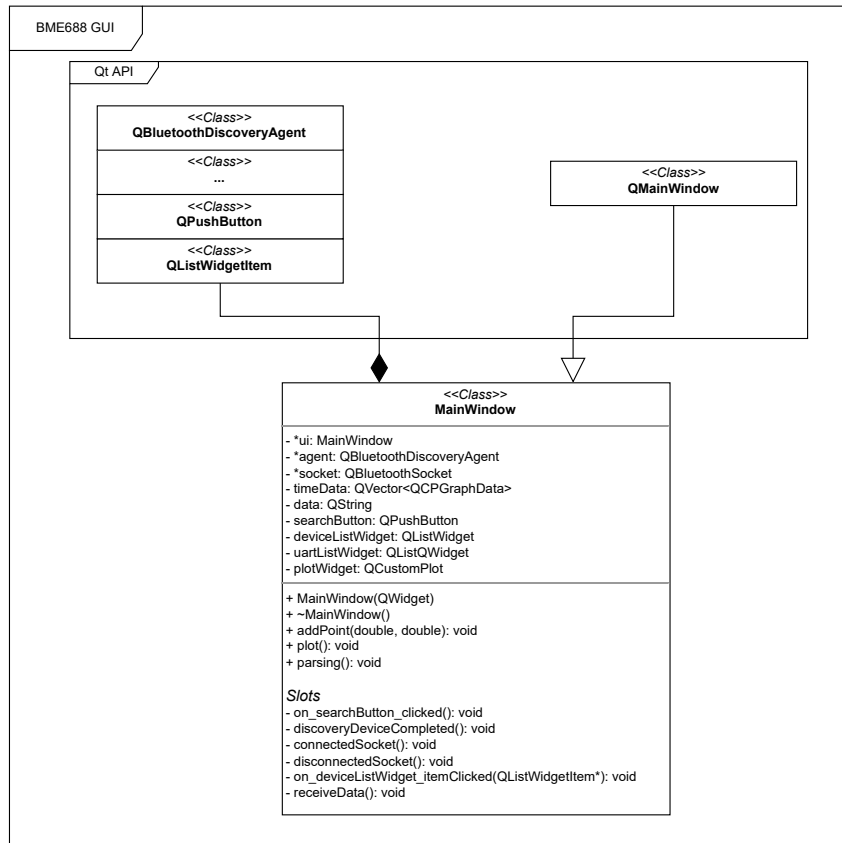 BME688 GUI
Qt API
<<Class>>
QBluetoothDiscoveryAgent
<<Class>>
...
<<Class>>
QPushButton
<<Class>>
QListWidgetItem
<<Class>>
QMainWindow
<<Class>>
MainWindow
- *ui: MainWindow
- *agent: QBluetoothDiscoveryAgent
- *socket: QBluetoothSocket
- timeData: QVector<QCPGraphData>
- data: QString
- searchButton: QPushButton
- deviceListWidget: QListWidget
- uartListWidget: QListQWidget
- plotWidget: QCustomPlot
+ MainWindow(QWidget)
+ ~MainWindow()
+ addPoint(double, double): void
+ plot(): void
+ parsing(): void
Slots
- on_searchButton_clicked(): void
- discoveryDeviceCompleted(): void
- connectedSocket(): void
- disconnectedSocket(): void
- on_deviceListWidget_itemClicked(QListWidgetItem*): void
- receiveData(): void